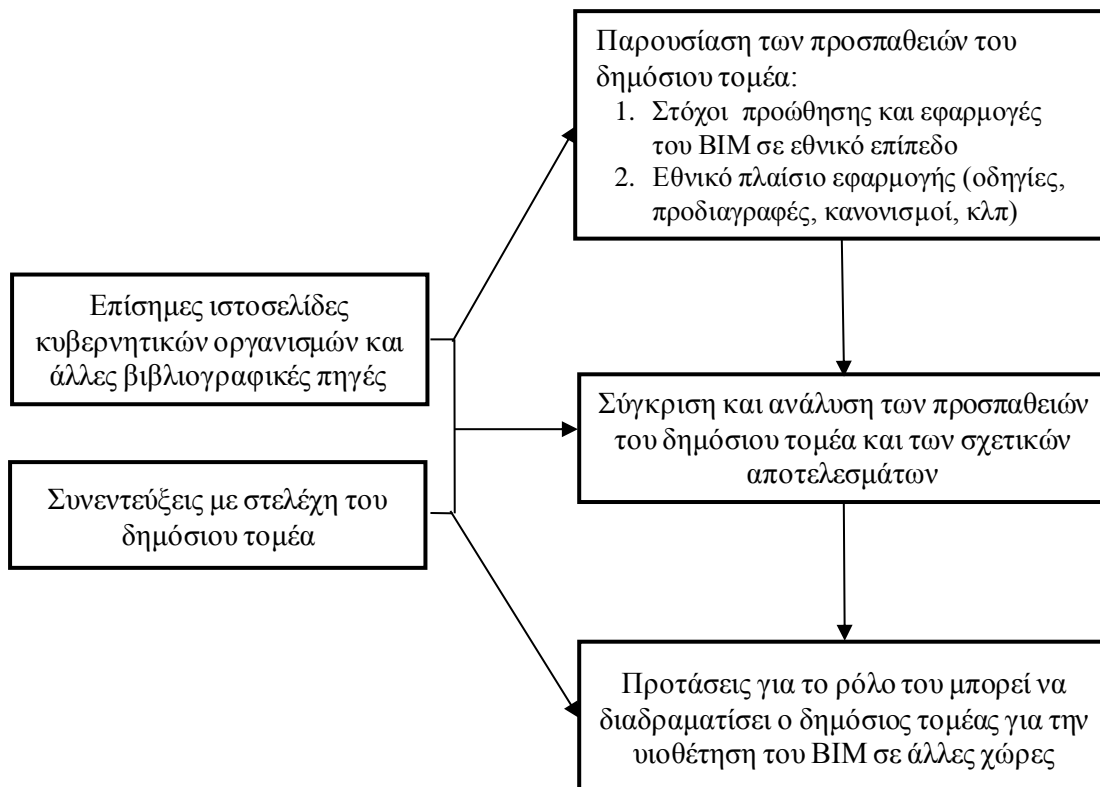 Παρουσίαση των προσπαθειών του
δημόσιου τομέα:
1. Στόχοι προώθησης και εφαρμογές
του BIM σε εθνικό επίπεδο
2. Εθνικό πλαίσιο εφαρμογής (οδηγίες,
προδιαγραφές, κανονισμοί, κλπ)
Επίσημες ιστοσελίδες
κυβερνητικών οργανισμών και
άλλες βιβλιογραφικές πηγές
Σύγκριση και ανάλυση των προσπαθειών
του δημόσιου τομέα και των σχετικών
αποτελεσμάτων
Συνεντεύξεις με στελέχη του
δημόσιου τομέα
Προτάσεις για το ρόλο του μπορεί να
διαδραματίσει ο δημόσιος τομέας για την
υιοθέτηση του BIM σε άλλες χώρες